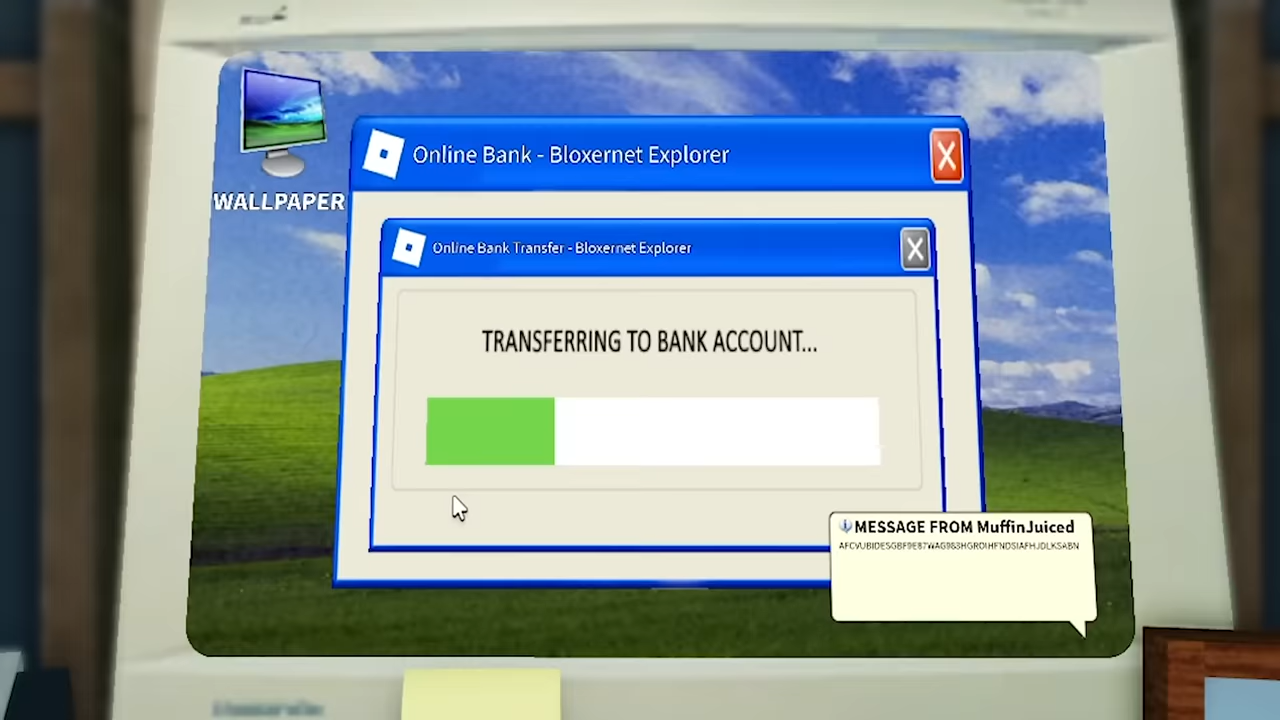 WALLPAPER
Online Bank - Bloxernet Explorer
Online Bank Transfer - Bloxernet Explorer
TRANSFERRING TO BANK ACCOUNT...
MESSAGE FROM MuffinJuiced